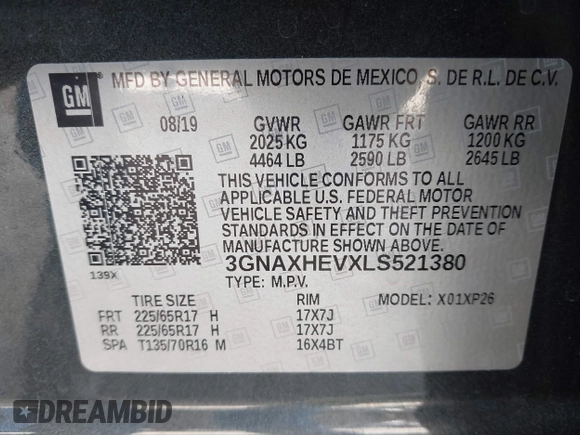 GM MFD BY GENERAL MOTORS DE MEXICO, S. DE R.L. DE C.V.
08/19 GVWR GAWR FRT GAWR RR
2025 KG 1175 KG 1200 KG
4464 LB 2590 LB 2645 LB
THIS VEHICLE CONFORMS TO ALL
APPLICABLE U.S. FEDERAL MOTOR
VEHICLE SAFETY AND THEFT PREVENTION
STANDARDS IN EFFECT ON THE DATE OF
MANUFACTURE SHOWN ABOVE.
139X
3GNAXHEVXLS521380
TYPE: M.P.V.
TIRE SIZE RIM MODEL: X01XP26
FRT 225/65R17 H 17X7J
RR 225/65R17 H 17X7J
SPA T135/70R16 M 16X4BT
DREAMBID